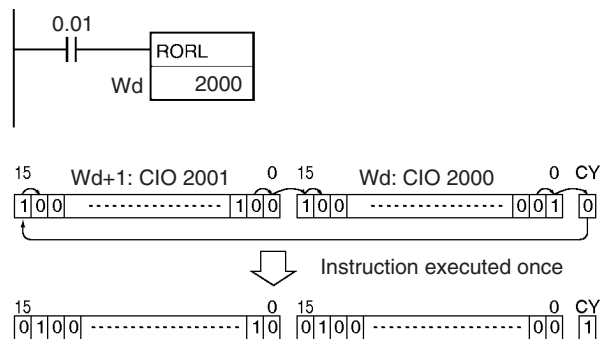 0.01
RORL
Wd 2000
15 Wd+1: CIO 2001 0 15 Wd: CIO 2000 0 CY
1 0 0 1 0 0 1 0 0 0 0 1 0
Instruction executed once
15 0 15 0 CY
0 1 0 0 1 0 0 1 0 0 0 0 1